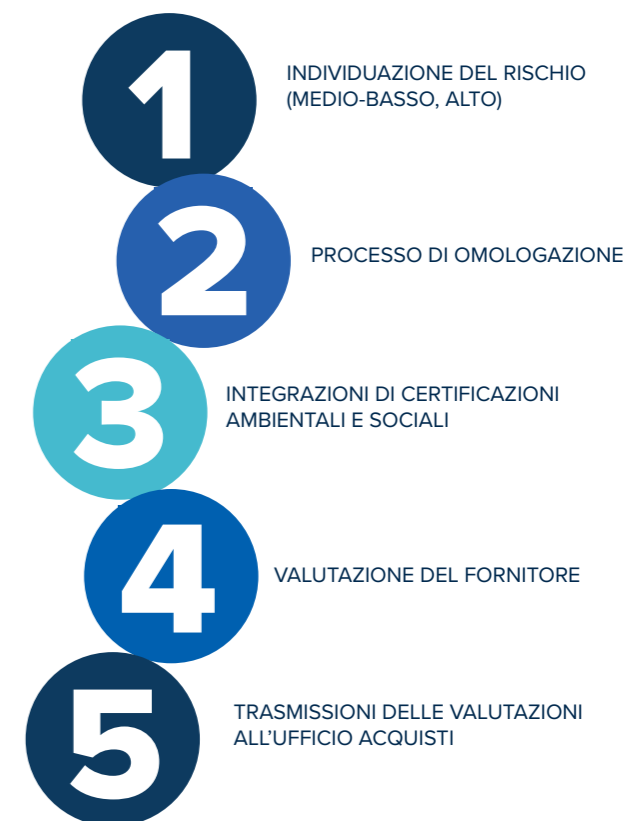 1
INDIVIDUAZIONE DEL RISCHIO
(MEDIO-BASSO, ALTO)
2
PROCESSO DI OMOLOGAZIONE
3
INTEGRAZIONI DI CERTIFICAZIONI
AMBIENTALI E SOCIALI
4
VALUTAZIONE DEL FORNITORE
5
TRASMISSIONI DELLE VALUTAZIONI
ALL'UFFICIO ACQUISTI